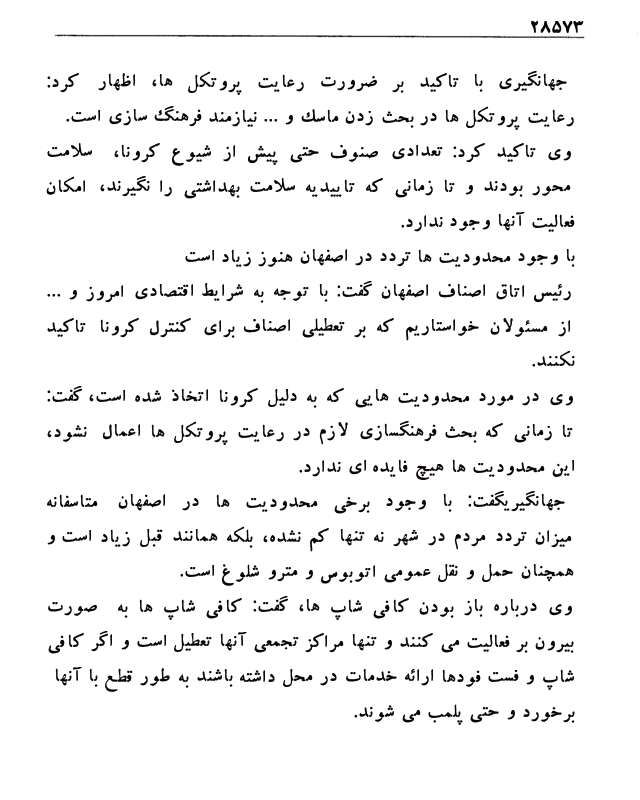 ۲۸۵۷۳
جهانگیری با تاکید بر ضرورت رعایت پروتکل ها، اظهار کرد:
رعایت پروتکل ها در بحث زدن ماسک و ... نیازمند فرهنگ سازی است.
وی تاکید کرد: تعدادی صنوف حتی پیش از شیوع کرونا، سلامت
محور بودند و تا زمانی که تاییدیه سلامت بهداشتی را نگیرند، امکان
فعالیت آنها وجود ندارد.
با وجود محدودیت ها تردد در اصفهان هنوز زیاد است
رئیس اتاق اصناف اصفهان گفت: با توجه به شرایط اقتصادی امروز و ...
از مسئولان خواستاریم که بر تعطیلی اصناف برای کنترل کرونا تاکید
نکنند.
وی در مورد محدودیت هایی که به دلیل کرونا اتخاذ شده است، گفت:
تا زمانی که بحث فرهنگسازی لازم در رعایت پروتکل ها اعمال نشود،
این محدودیت ها هیچ فایده ای ندارد.
جهانگیریگفت: با وجود برخی محدودیت ها در اصفهان متاسفانه
میزان تردد مردم در شهر نه تنها کم نشده، بلکه همانند قبل زیاد است و
همچنان حمل و نقل عمومی اتوبوس و مترو شلوغ است.
وی درباره باز بودن کافی شاپ ها، گفت: کافی شاپ ها به صورت
بیرون بر فعالیت می کنند و تنها مراکز تجمعی آنها تعطیل است و اگر کافی
شاپ و فست فودها ارائه خدمات در محل داشته باشند به طور قطع با آنها
برخورد و حتی پلمب می شوند.